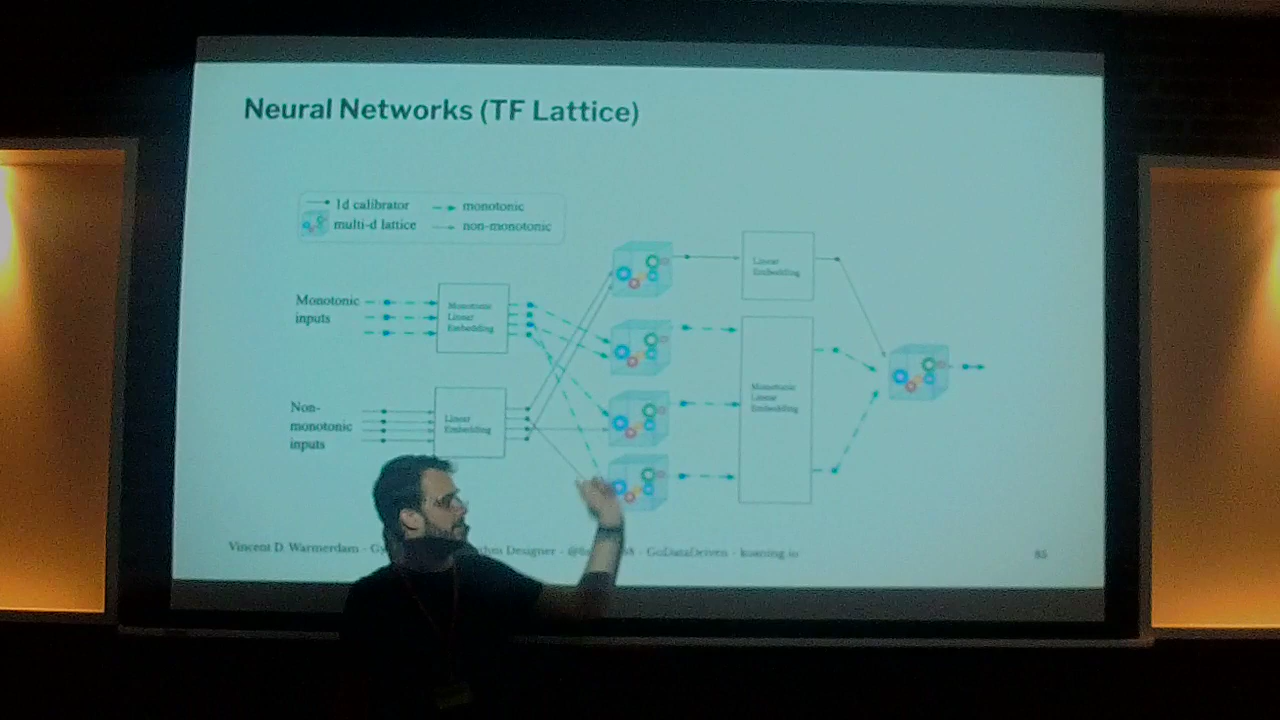 Neural Networks (TF Lattice)
1d calibrator
monotonic
multi-d lattice
non-monotonic
Monotonic
inputs
Monotonic
Linear
Embedding
Non-
monotonic
inputs
Linear
Embedding
Linear
Embedding
Monotonic
Linear
Embedding
Vincent D. Warmerdam - Designer - GoDataDriven - koaning.io
85